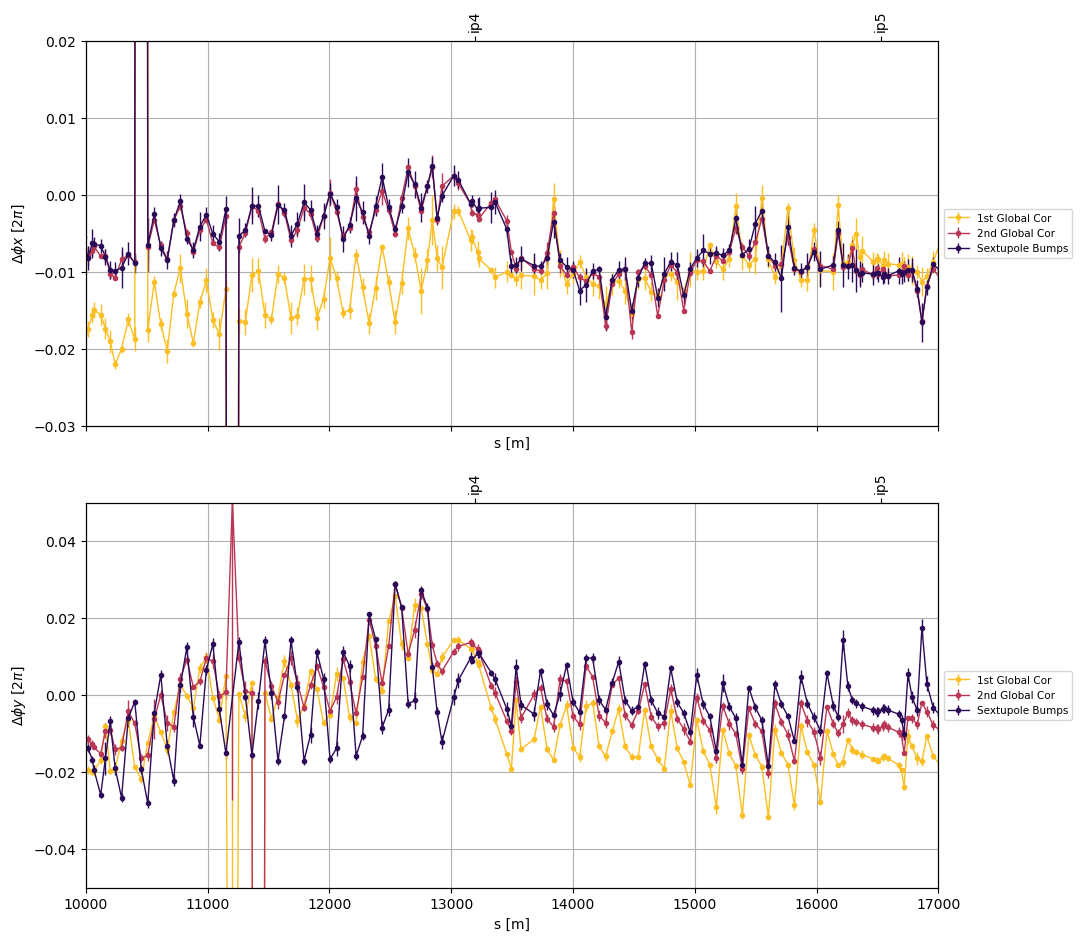 ip4
ip5
0.02
0.01
0.00
−0.01
−0.02
−0.03
Δϕx [2π]
s [m]
1st Global Cor
2nd Global Cor
Sextupole Bumps
ip4
ip5
0.04
0.02
0.00
−0.02
−0.04
Δϕy [2π]
10000
11000
12000
13000
14000
15000
16000
17000
s [m]
1st Global Cor
2nd Global Cor
Sextupole Bumps